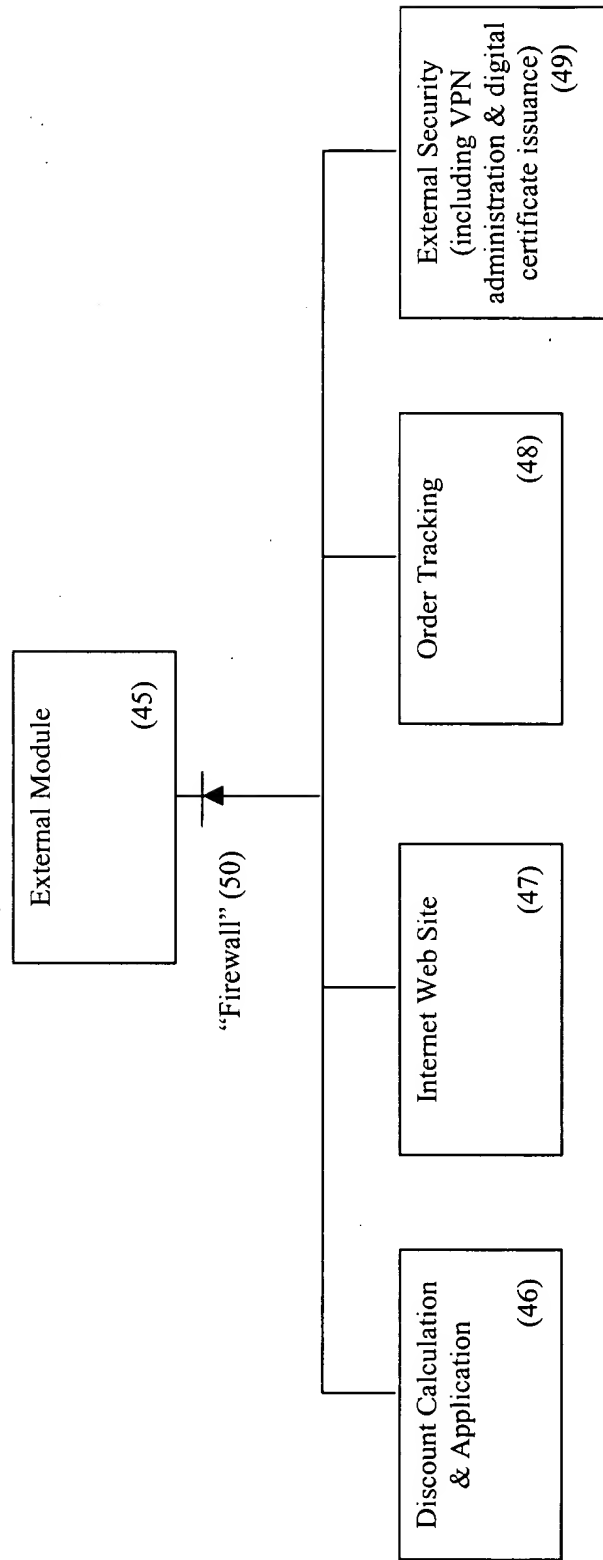 External Module
(45)
“Firewall” (50)
Discount Calculation
& Application
(46)
Internet Web Site
(47)
Order Tracking
(48)
External Security
(including VPN
administration & digital
certificate issuance)
(49)